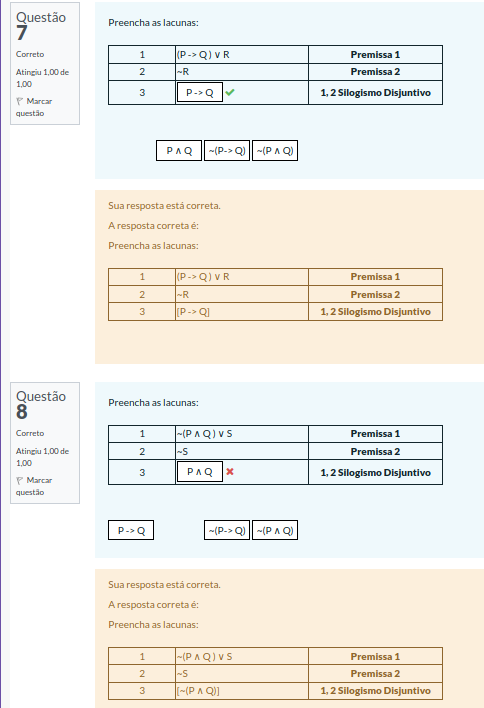 Questão
7
Correto
Atingiu 1,00 de
1,00
Marcar
questão
Preencha as lacunas:
1 (P -> Q ) ∨ R Premissa 1
2 ~R Premissa 2
3 P -> Q 1, 2 Silogismo Disjuntivo
P ∧ Q ~(P-> Q) ~(P ∧ Q)
Sua resposta está correta.
A resposta correta é:
Preencha as lacunas:
1 (P -> Q ) ∨ R Premissa 1
2 ~R Premissa 2
3 [P -> Q] 1, 2 Silogismo Disjuntivo
Questão
8
Correto
Atingiu 1,00 de
1,00
Marcar
questão
Preencha as lacunas:
1 ~(P ∧ Q ) ∨ S Premissa 1
2 ~S Premissa 2
3 P ∧ Q 1, 2 Silogismo Disjuntivo
P -> Q ~(P-> Q) ~(P ∧ Q)
Sua resposta está correta.
A resposta correta é:
Preencha as lacunas:
1 ~(P ∧ Q ) ∨ S Premissa 1
2 ~S Premissa 2
3 [~(P ∧ Q)] 1, 2 Silogismo Disjuntivo